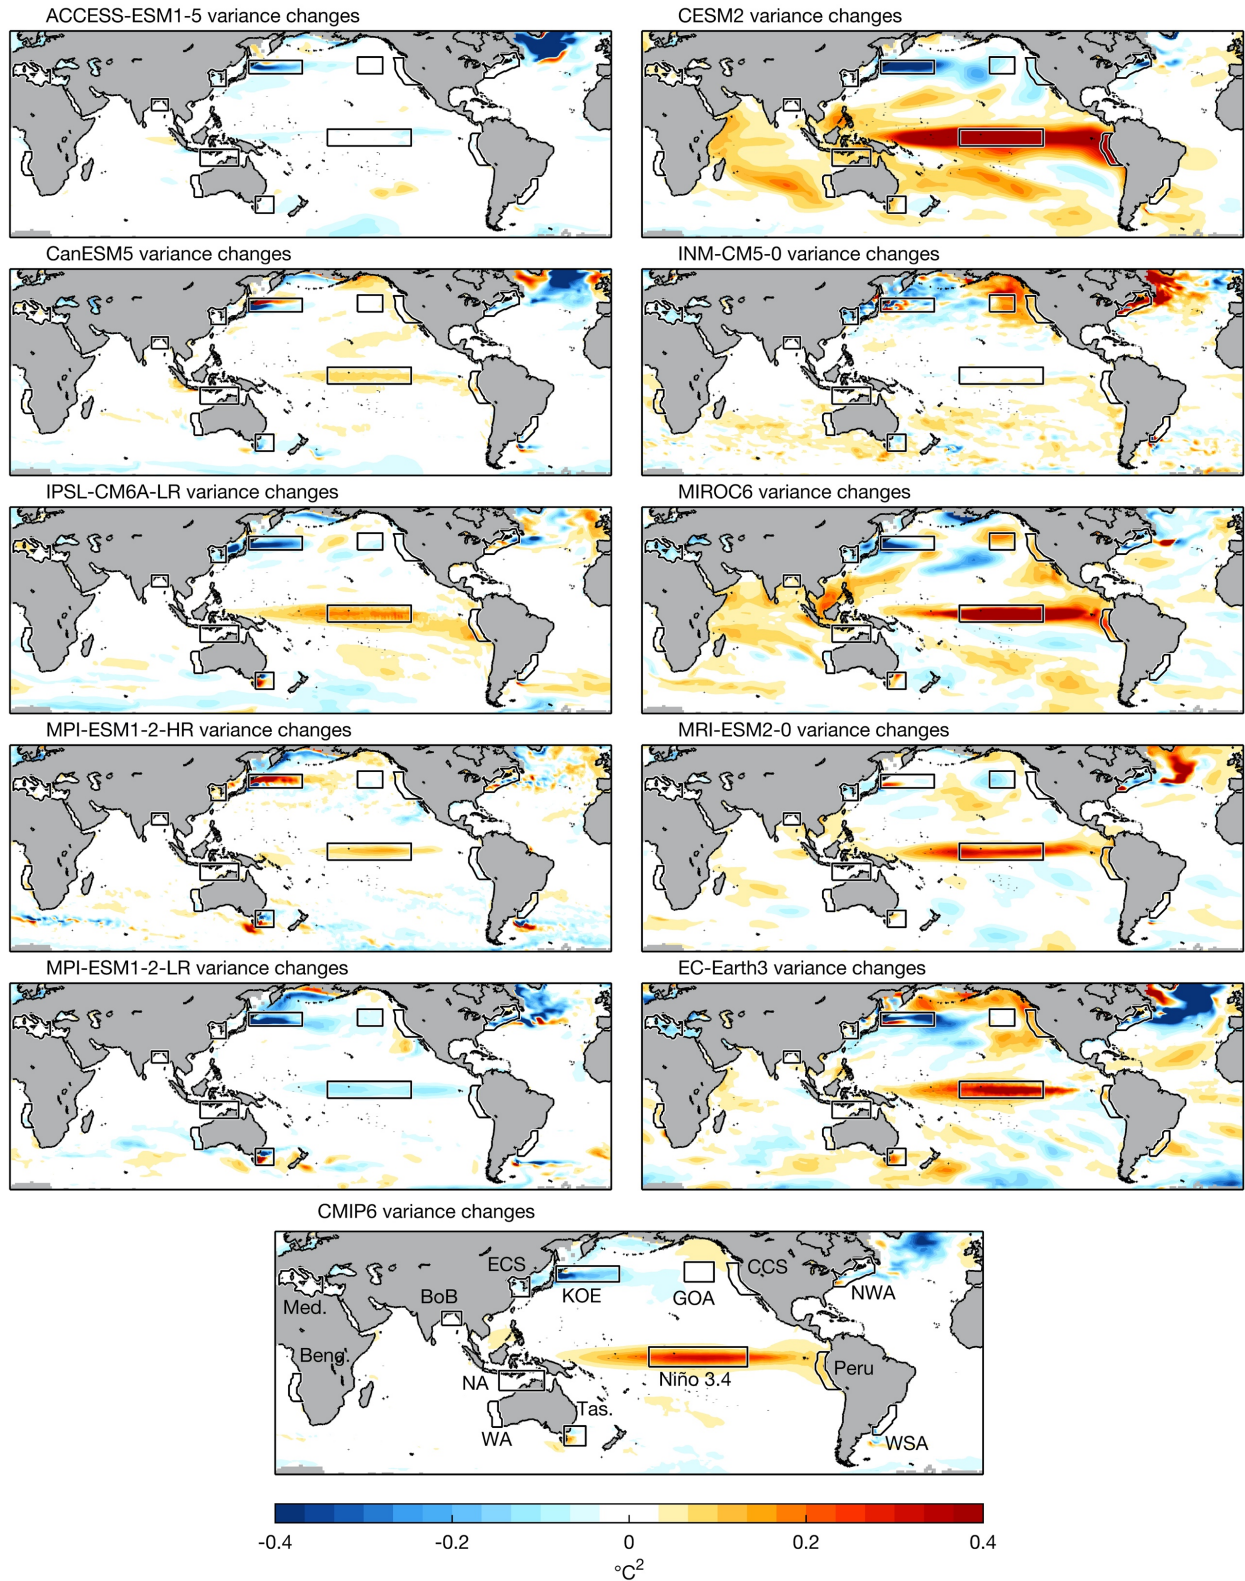 ACCESS-ESM1-5 variance changes
CESM2 variance changes
CanESM5 variance changes
INM-CM5-0 variance changes
IPSL-CM6A-LR variance changes
MIROC6 variance changes
MPI-ESM1-2-HR variance changes
MRI-ESM2-0 variance changes
MPI-ESM1-2-LR variance changes
EC-Earth3 variance changes
CMIP6 variance changes
ECS
CCS
Med.
BoB
KOE
GOA
NWA
Beng.
NA
Niño 3.4
Peru
WA
Tas.
WSA
-0.4
-0.2
0
0.2
0.4
°C²